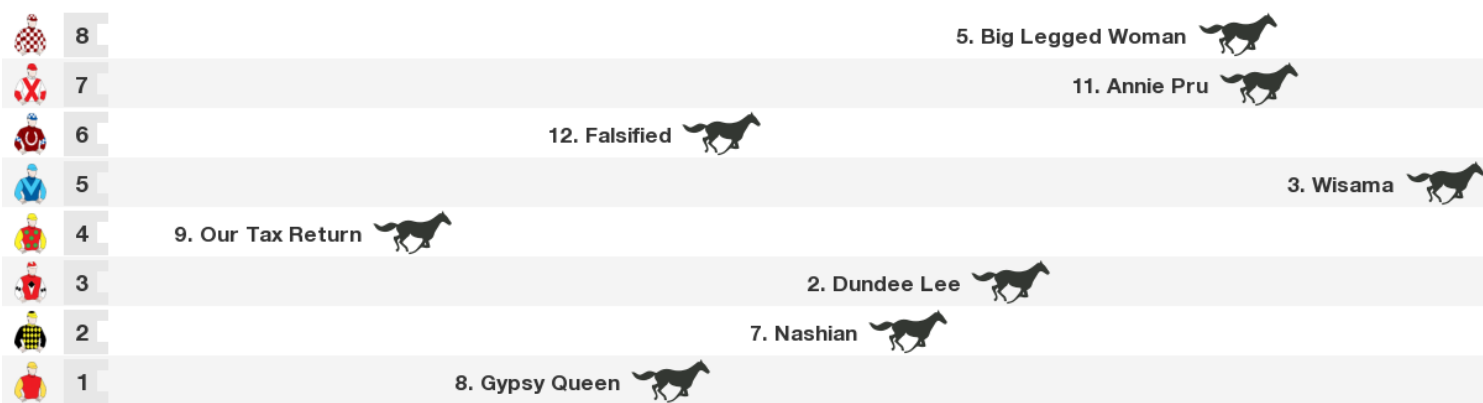 8 5. Big Legged Woman
7 11. Annie Pru
6 12. Falsified
5 3. Wisama
4 9. Our Tax Return
3 2. Dundee Lee
2 7. Nashian
1 8. Gypsy Queen